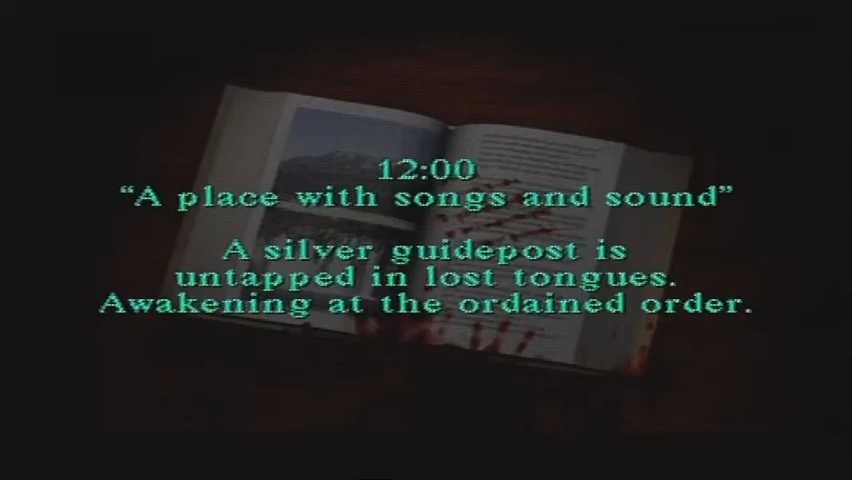 12:00
“A place with songs and sound”
A silver guidepost is
untapped in lost tongues.
Awakening at the ordained order.